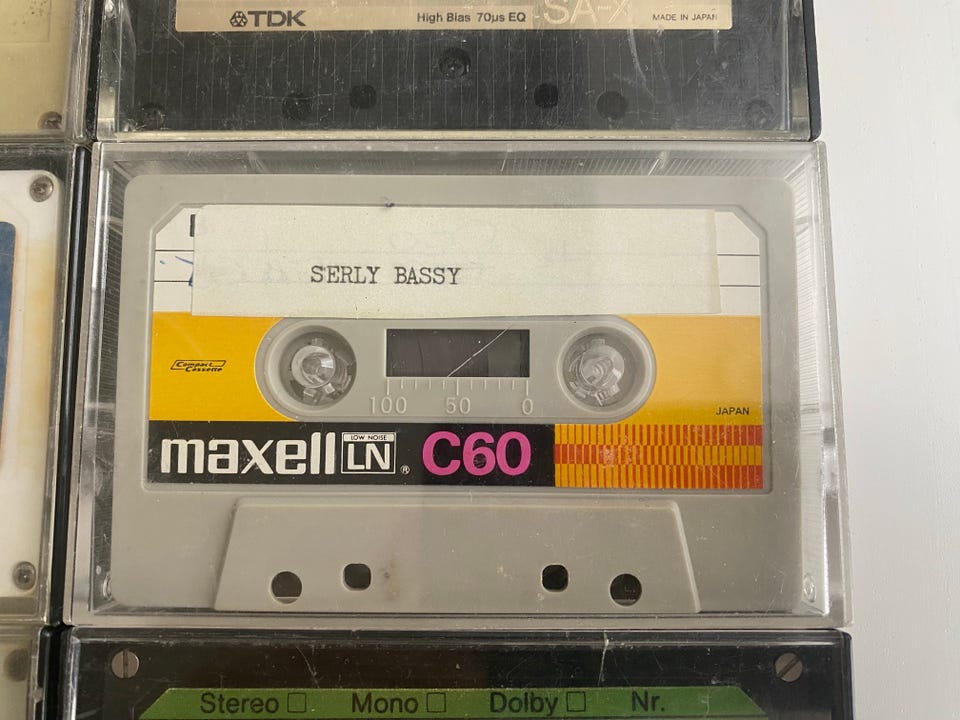 TDK High Bias 70µs EQ SA-X MADE IN JAPAN
SERLY BASSY
Compact
Cassette
100 50 0
JAPAN
maxell LOW NOISE LN ® C60
Stereo Mono Dolby Nr.